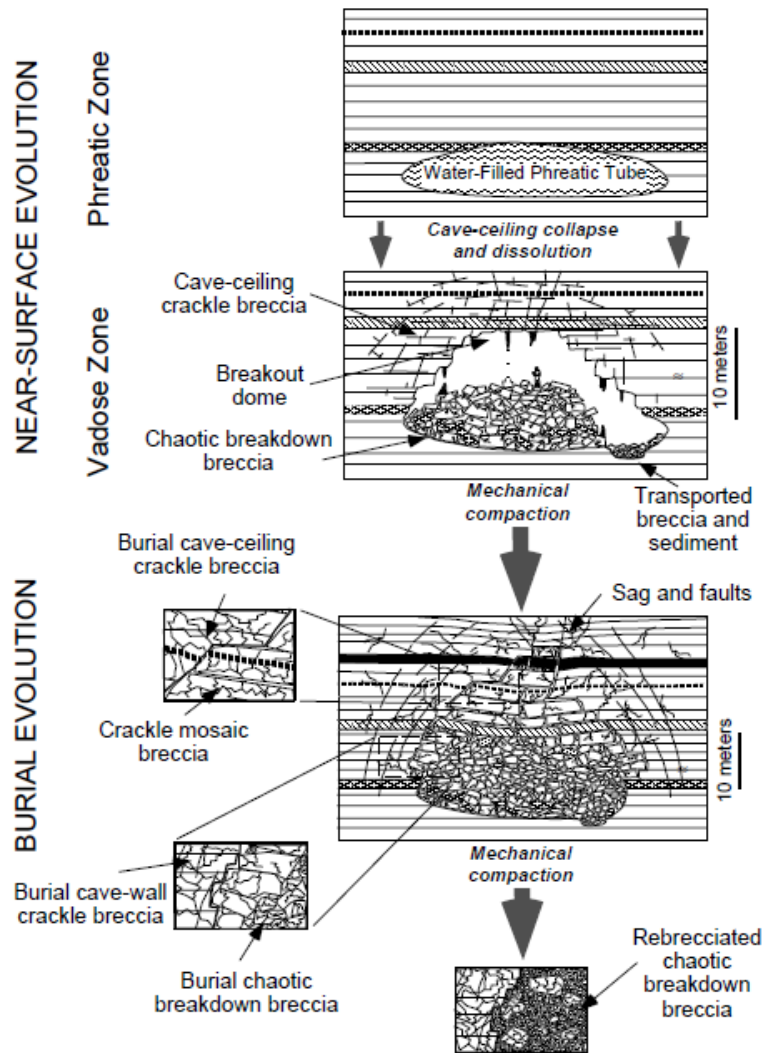 NEAR-SURFACE EVOLUTION
Phreatic Zone
Water-Filled Phreatic Tube
Cave-ceiling collapse
and dissolution
Vadose Zone
Cave-ceiling
crackle breccia
Breakout
dome
Chaotic breakdown
breccia
10 meters
Mechanical
compaction
Transported
breccia and
sediment
BURIAL EVOLUTION
Burial cave-ceiling
crackle breccia
Sag and faults
Crackle mosaic
breccia
10 meters
Mechanical
compaction
Burial cave-wall
crackle breccia
Burial chaotic
breakdown breccia
Rebrecciated
chaotic
breakdown
breccia